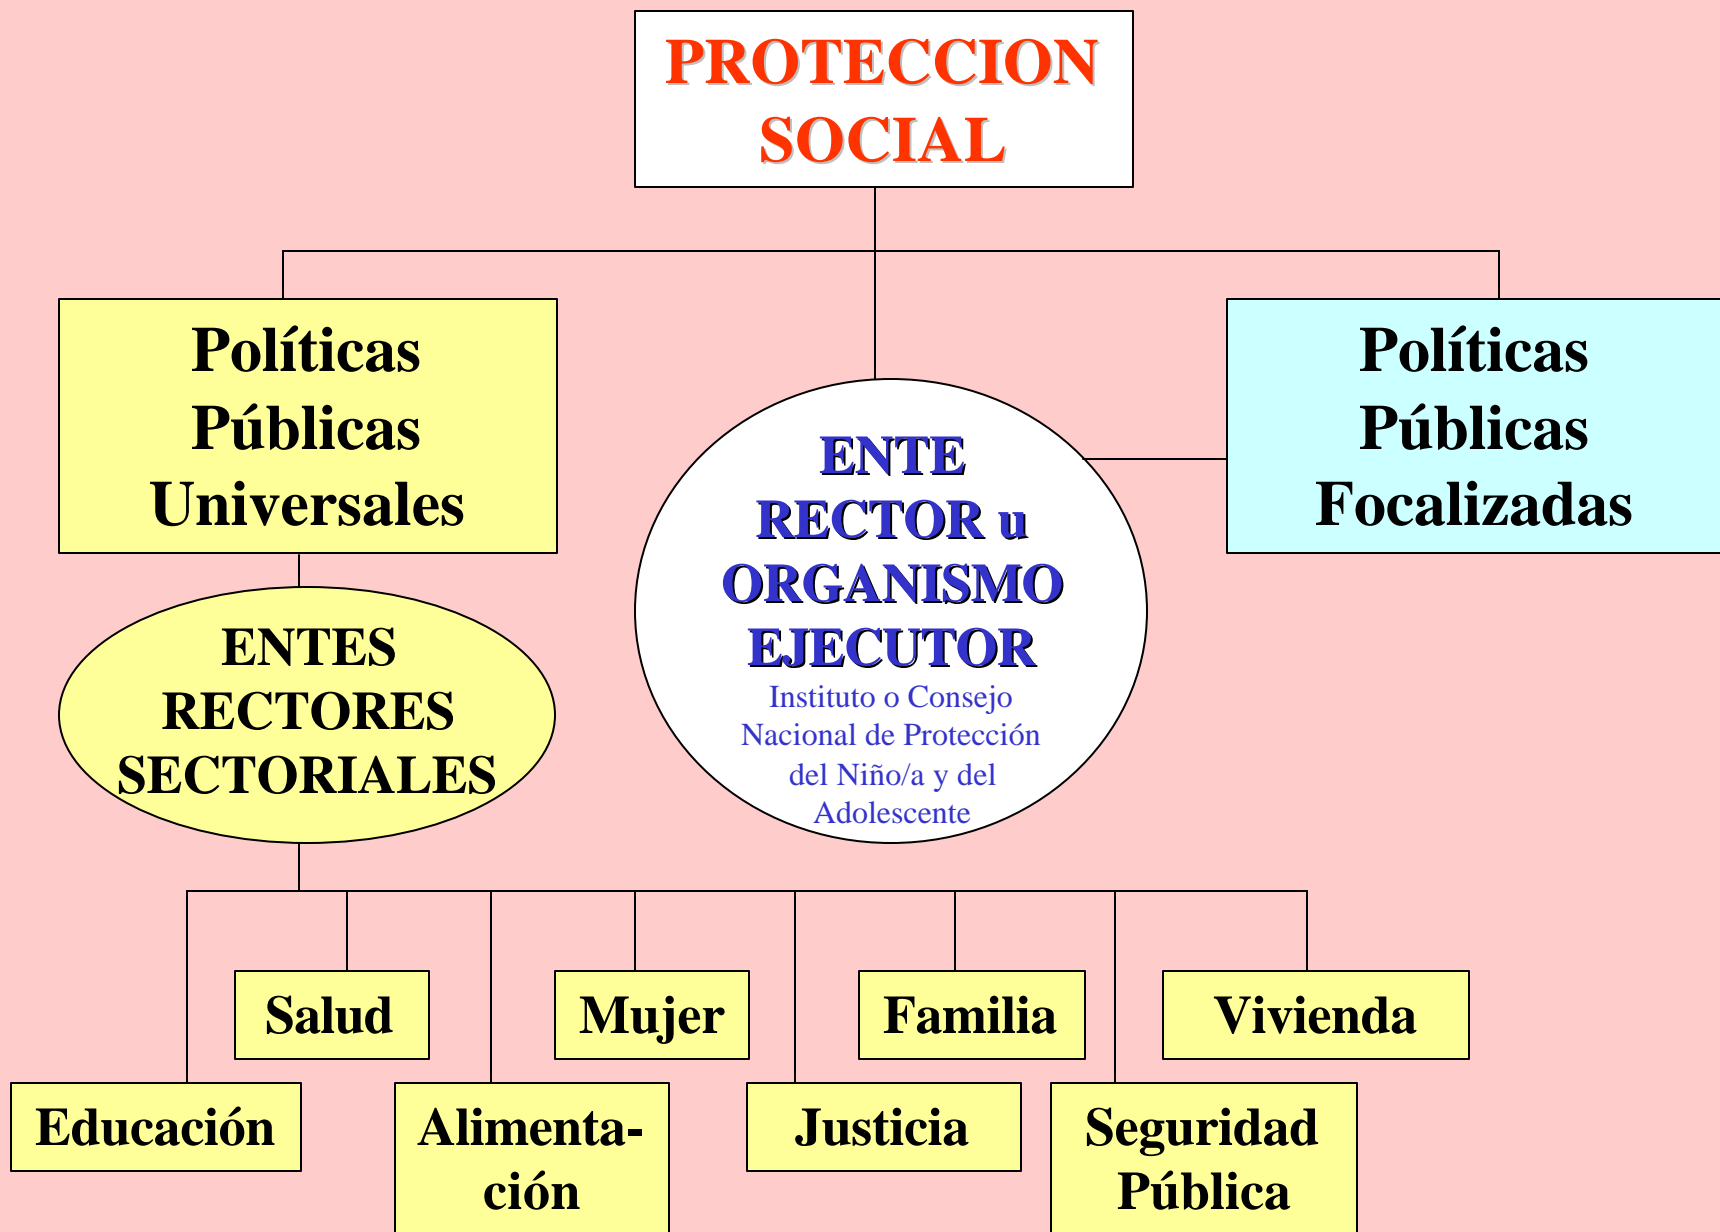 PROTECCION
SOCIAL
Políticas
Públicas
Universales
ENTE
RECTOR u
ORGANISMO
EJECUTOR
Instituto o Consejo
Nacional de Protección
del Niño/a y del
Adolescente
Políticas
Públicas
Focalizadas
ENTES
RECTORES
SECTORIALES
Salud
Mujer
Familia
Vivienda
Educación
Alimenta-
ción
Justicia
Seguridad
Pública